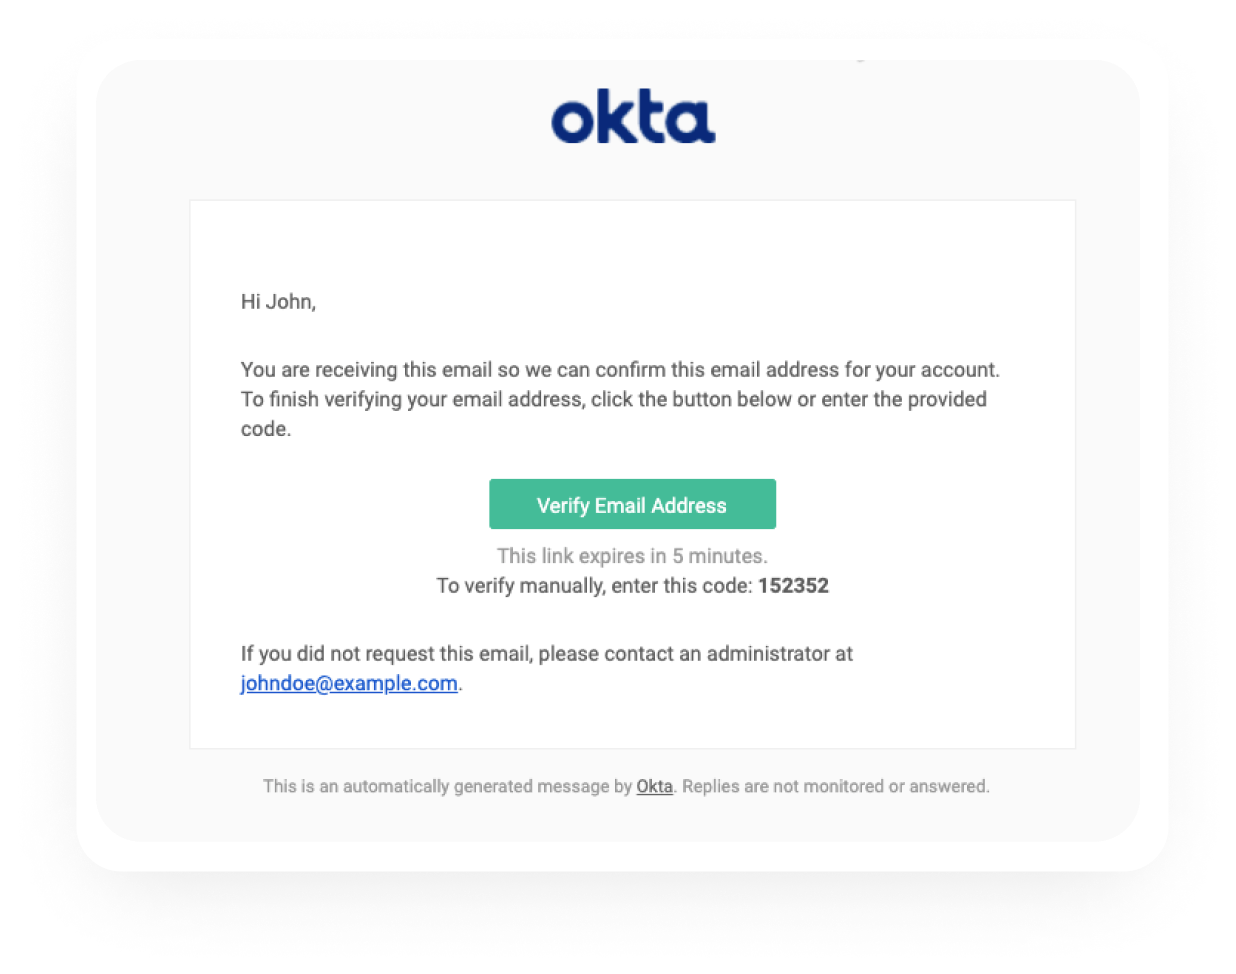 okta
Hi John,
You are receiving this email so we can confirm this email address for your account.
To finish verifying your email address, click the button below or enter the provided
code.
Verify Email Address
This link expires in 5 minutes.
To verify manually, enter this code: 152352
If you did not request this email, please contact an administrator at
johndoe@example.com.
This is an automatically generated message by Okta. Replies are not monitored or answered.